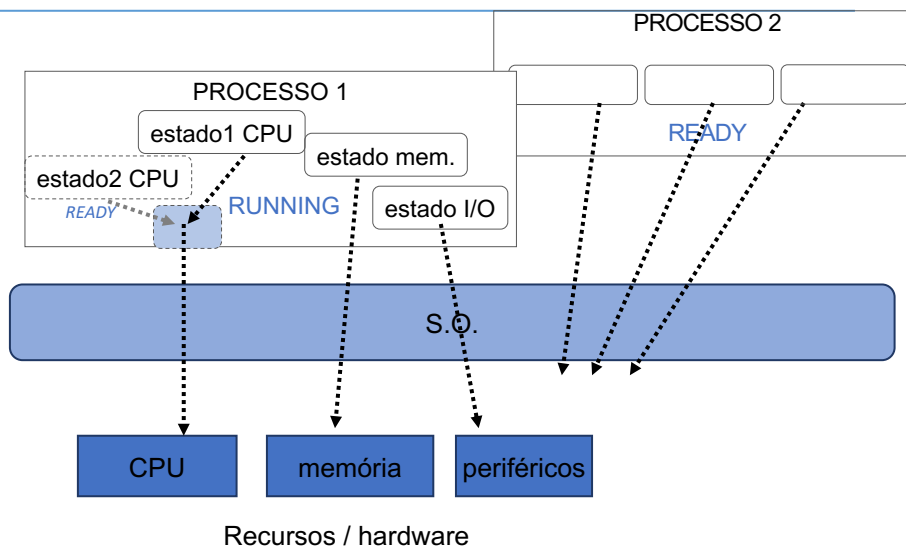 PROCESSO 2
PROCESSO 1
estado1 CPU
estado mem.
READY
estado2 CPU
READY
RUNNING
estado I/O
S.O.
CPU
memória
periféricos
Recursos / hardware